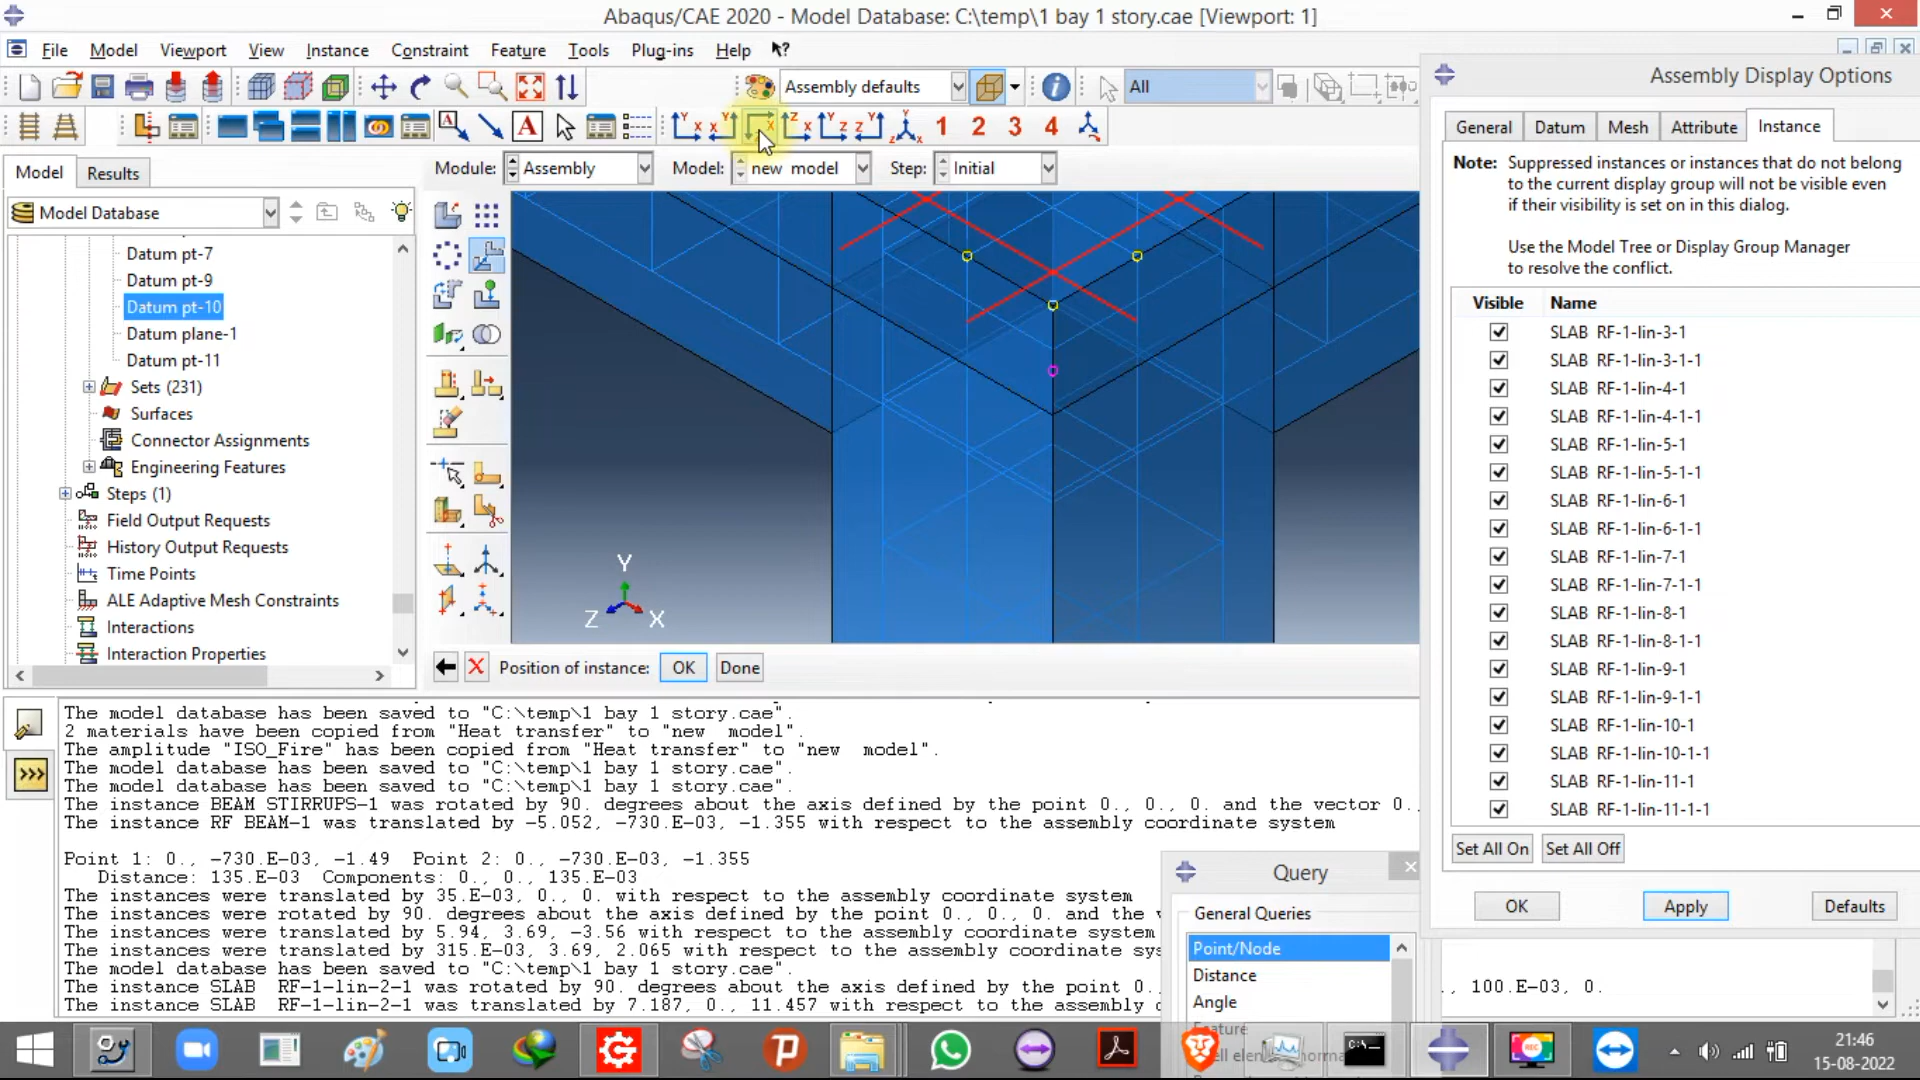 Abaqus/CAE 2020 - Model Database: C:\temp\1 bay 1 story.cae [Viewport: 1]
File Model Viewport View Instance Constraint Feature Tools Plug-ins Help
Assembly defaults
All
1 2 3 4
Model Results
Module: Assembly Model: new model Step: Initial
Model Database
Datum pt-7
Datum pt-9
Datum pt-10
Datum plane-1
Datum pt-11
Sets (231)
Surfaces
Connector Assignments
Engineering Features
Steps (1)
Field Output Requests
History Output Requests
Time Points
ALE Adaptive Mesh Constraints
Interactions
Interaction Properties
Y
Z X
Position of instance: OK Done
Assembly Display Options
General Datum Mesh Attribute Instance
Note: Suppressed instances or instances that do not belong
to the current display group will not be visible even
if their visibility is set on in this dialog.
Use the Model Tree or Display Group Manager
to resolve the conflict.
Visible Name
SLAB RF-1-lin-3-1
SLAB RF-1-lin-3-1-1
SLAB RF-1-lin-4-1
SLAB RF-1-lin-4-1-1
SLAB RF-1-lin-5-1
SLAB RF-1-lin-5-1-1
SLAB RF-1-lin-6-1
SLAB RF-1-lin-6-1-1
SLAB RF-1-lin-7-1
SLAB RF-1-lin-7-1-1
SLAB RF-1-lin-8-1
SLAB RF-1-lin-8-1-1
SLAB RF-1-lin-9-1
SLAB RF-1-lin-9-1-1
SLAB RF-1-lin-10-1
SLAB RF-1-lin-10-1-1
SLAB RF-1-lin-11-1
SLAB RF-1-lin-11-1-1
Set All On Set All Off
OK Apply Defaults
The model database has been saved to "C:\temp\1 bay 1 story.cae".
2 materials have been copied from "Heat transfer" to "new  model".
The amplitude "ISO_Fire" has been copied from "Heat transfer" to "new  model".
The model database has been saved to "C:\temp\1 bay 1 story.cae".
The model database has been saved to "C:\temp\1 bay 1 story.cae".
The instance BEAM STIRRUPS-1 was rotated by 90. degrees about the axis defined by the point 0., 0., 0. and the vector 0..
The instance RF BEAM-1 was translated by -5.052, -730.E-03, -1.355 with respect to the assembly coordinate system
Point 1: 0., -730.E-03, -1.49  Point 2: 0., -730.E-03, -1.355
Distance: 135.E-03  Components: 0., 0., 135.E-03
The instances were translated by 35.E-03, 0., 0. with respect to the assembly coordinate system
The instances were rotated by 90. degrees about the axis defined by the point 0., 0., 0. and the
The instances were translated by 5.94, 3.69, -3.56 with respect to the assembly coordinate system
The instances were translated by 315.E-03, 3.69, 2.065 with respect to the assembly coordinate sy
The model database has been saved to "C:\temp\1 bay 1 story.cae".
The instance SLAB  RF-1-lin-2-1 was rotated by 90. degrees about the axis defined by the point 0.
The instance SLAB  RF-1-lin-2-1 was translated by 7.187, 0., 11.457 with respect to the assembly
., 100.E-03, 0.
Query
General Queries
Point/Node
Distance
Angle
Feature
21:46
15-08-2022